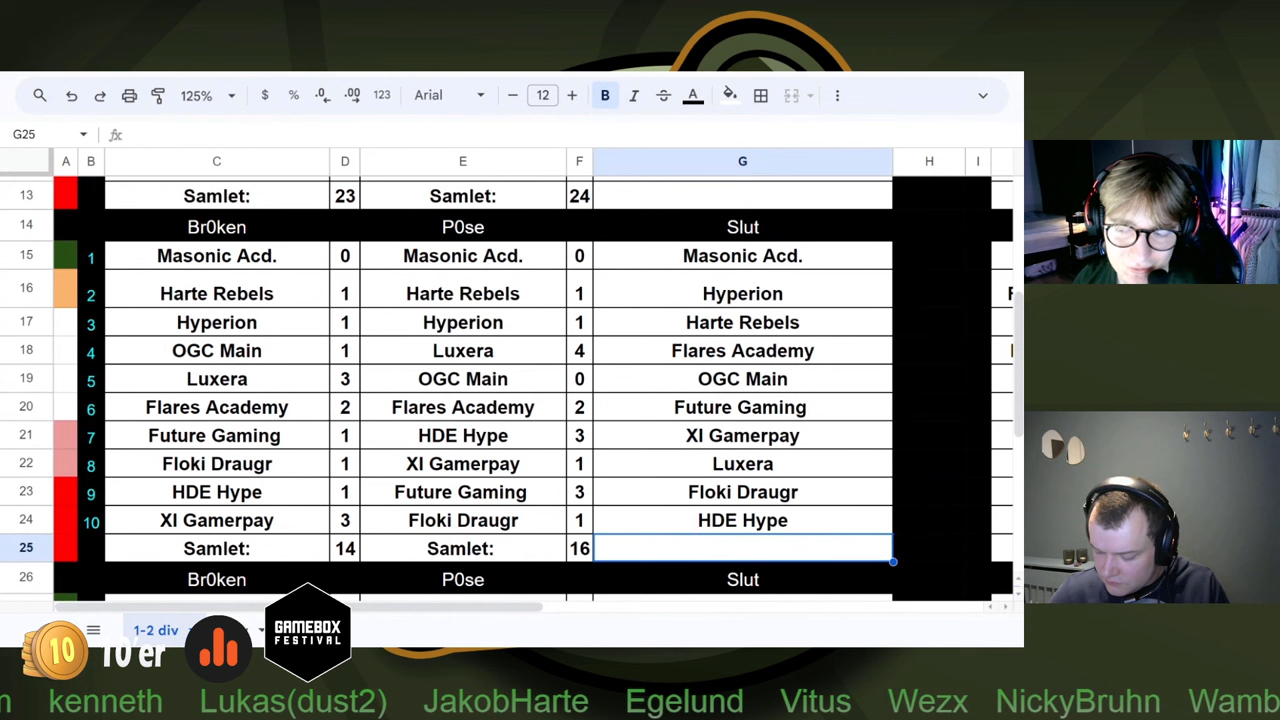 125% $ % .0 .00 123 Arial 12 B I S A
G25 fx
A B C D E F G H I
13 Samlet: 23 Samlet: 24
14 Br0ken P0se Slut
15 1 Masonic Acd. 0 Masonic Acd. 0 Masonic Acd.
16 2 Harte Rebels 1 Harte Rebels 1 Hyperion
17 3 Hyperion 1 Hyperion 1 Harte Rebels
18 4 OGC Main 1 Luxera 4 Flares Academy
19 5 Luxera 3 OGC Main 0 OGC Main
20 6 Flares Academy 2 Flares Academy 2 Future Gaming
21 7 Future Gaming 1 HDE Hype 3 XI Gamerpay
22 8 Floki Draugr 1 XI Gamerpay 1 Luxera
23 9 HDE Hype 1 Future Gaming 3 Floki Draugr
24 10 XI Gamerpay 3 Floki Draugr 1 HDE Hype
25 Samlet: 14 Samlet: 16
26 Br0ken P0se Slut
1-2 div
10 10'er
GAMEBOX
FESTIVAL
kenneth Lukas(dust2) JakobHarte Egelund Vitus Wezx NickyBruhn Wamb